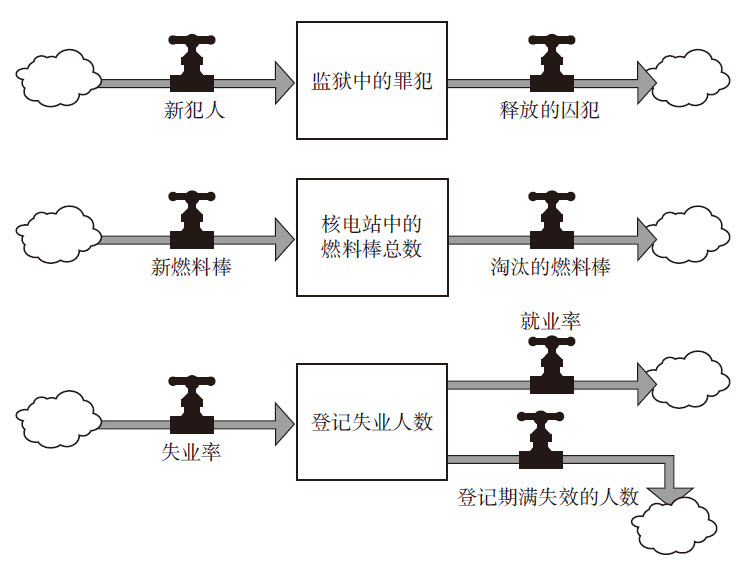 监狱中的罪犯
新犯人
释放的囚犯
核电站中的
燃料棒总数
新燃料棒
淘汰的燃料棒
就业率
登记失业人数
失业率
登记期满失效的人数